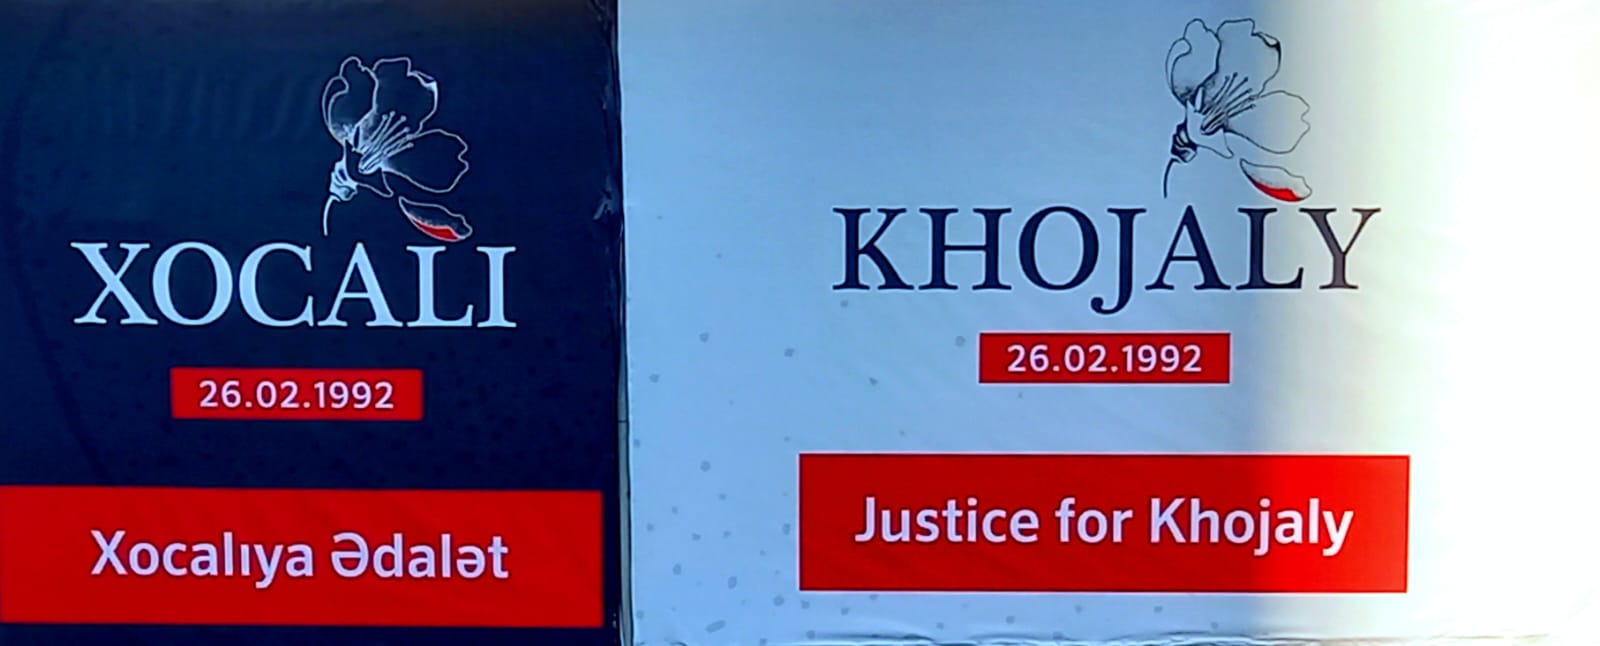 XOCALI
26.02.1992
Xocalıya Ədalət
KHOJALY
26.02.1992
Justice for Khojaly